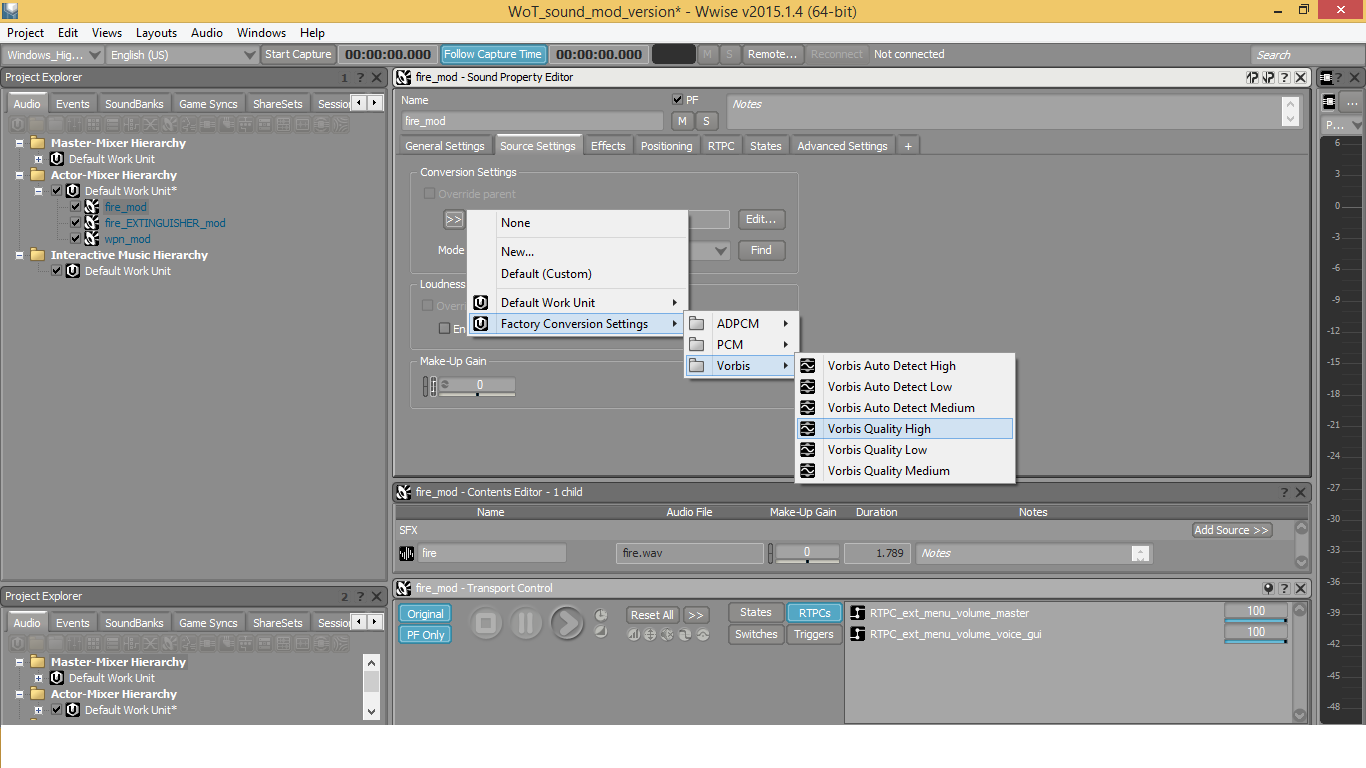 WoT_sound_mod_version* - Wwise v2015.1.4 (64-bit)
Project Edit Views Layouts Audio Windows Help
Windows_Hig... English (US) Start Capture 00:00:00.000 Follow Capture Time 00:00:00.000 M S Remote... Reconnect Not connected Search
Project Explorer 1 ? X
Audio Events SoundBanks Game Syncs ShareSets Sessio
Master-Mixer Hierarchy
Default Work Unit
Actor-Mixer Hierarchy
Default Work Unit*
fire_mod
fire_EXTINGUISHER_mod
wpn_mod
Interactive Music Hierarchy
Default Work Unit
fire_mod - Sound Property Editor ? X
Name PF Notes
fire_mod M S
General Settings Source Settings Effects Positioning RTPC States Advanced Settings +
Conversion Settings
Override parent
>> Edit...
Mode Find
Loudness
Overri
En
Make-Up Gain
0
None
New...
Default (Custom)
Default Work Unit
Factory Conversion Settings
ADPCM
PCM
Vorbis
Vorbis Auto Detect High
Vorbis Auto Detect Low
Vorbis Auto Detect Medium
Vorbis Quality High
Vorbis Quality Low
Vorbis Quality Medium
fire_mod - Contents Editor - 1 child ? X
Name Audio File Make-Up Gain Duration Notes
SFX Add Source >>
fire fire.wav 0 1.789 Notes
fire_mod - Transport Control ? X
Original Reset All >> States RTPCs RTPC_ext_menu_volume_master 100
PF Only Switches Triggers RTPC_ext_menu_volume_voice_gui 100
Project Explorer 2 ? X
Audio Events SoundBanks Game Syncs ShareSets Sessio
Master-Mixer Hierarchy
Default Work Unit
Actor-Mixer Hierarchy
Default Work Unit*
? X
...
P...
6
3
0
-3
-6
-9
-12
-15
-18
-21
-24
-27
-30
-33
-36
-39
-42
-45
-48